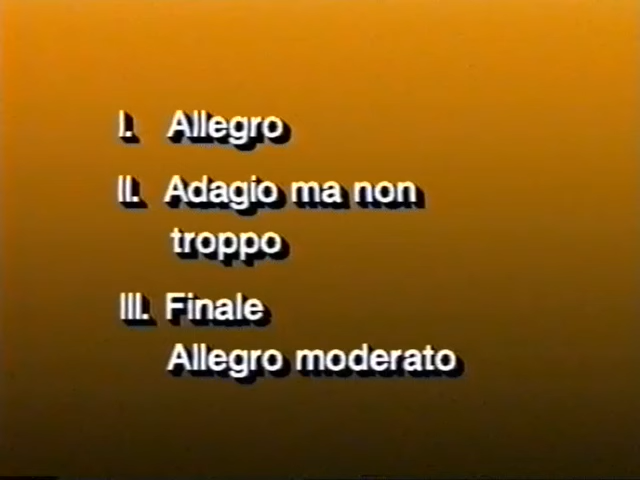 I. Allegro
II. Adagio ma non
troppo
III. Finale
Allegro moderato